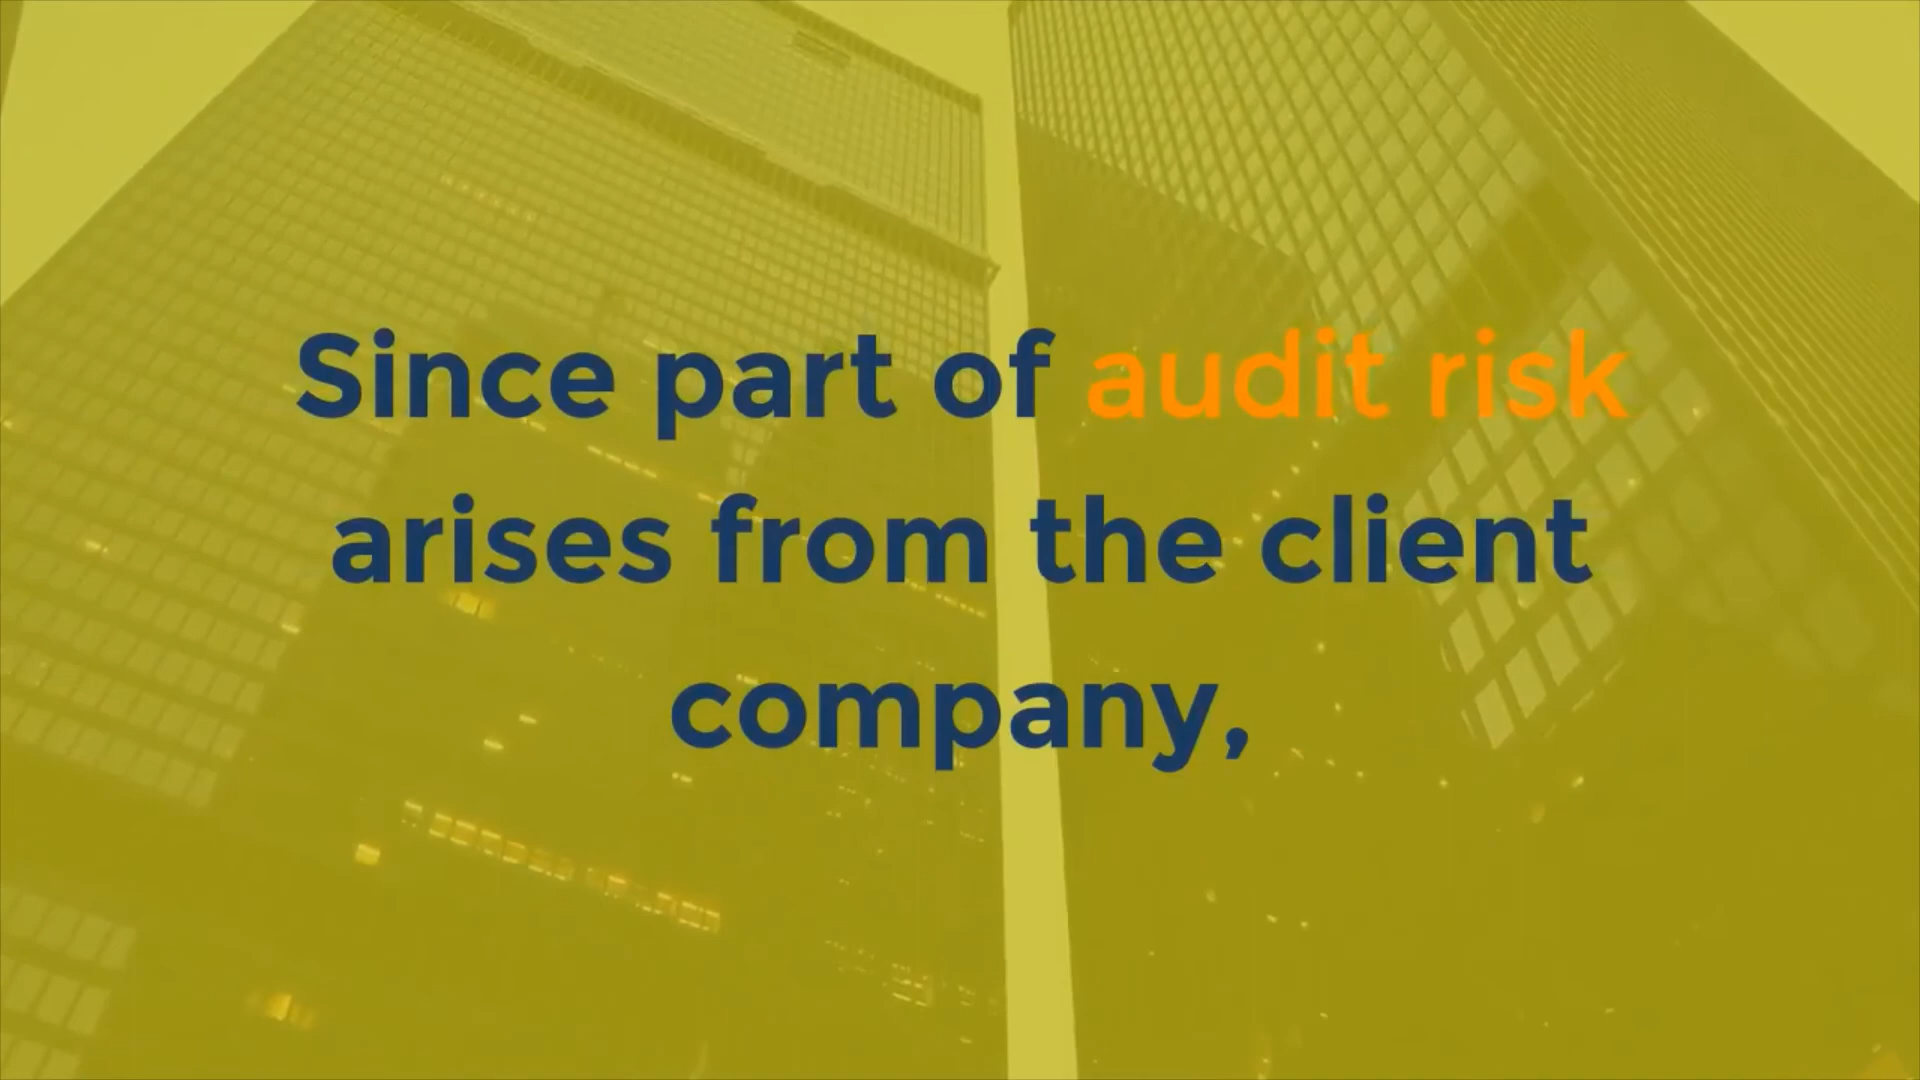 Since part of audit risk
arises from the client
company,